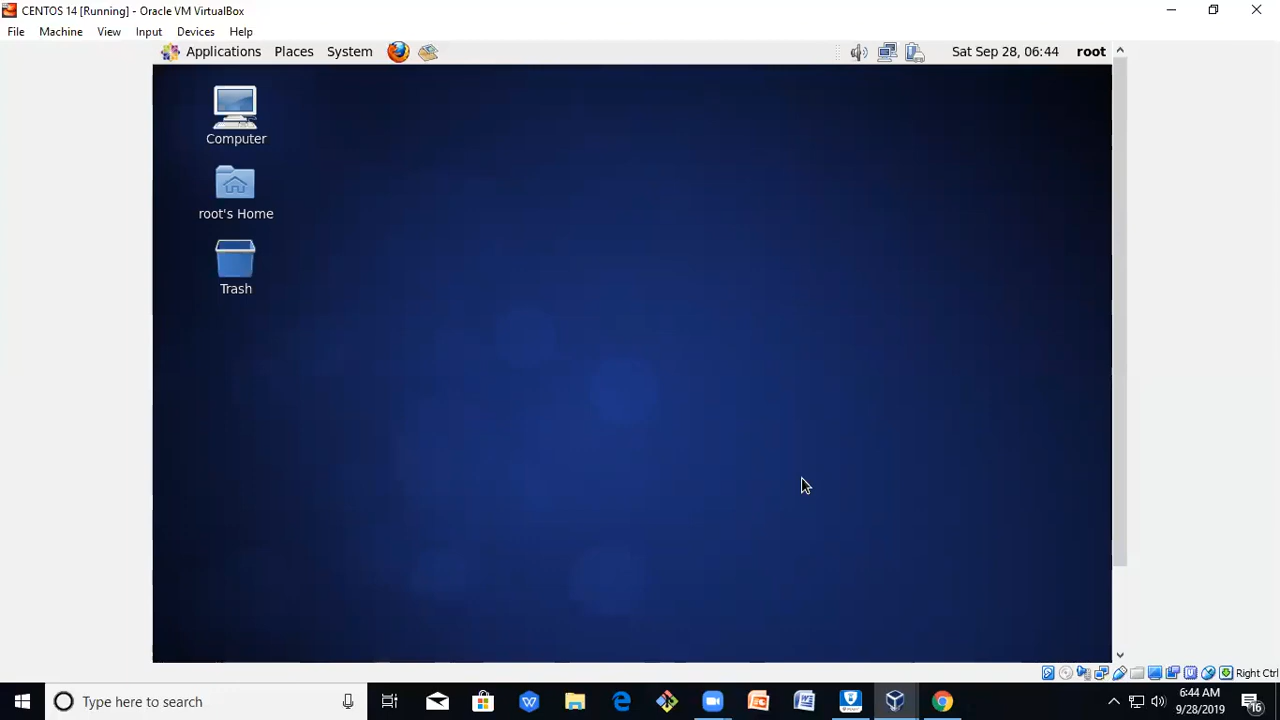 CENTOS 14 [Running] - Oracle VM VirtualBox
File Machine View Input Devices Help
Applications Places System Sat Sep 28, 06:44 root
Computer
root's Home
Trash
Right Ctrl
Type here to search
6:44 AM
9/28/2019
16